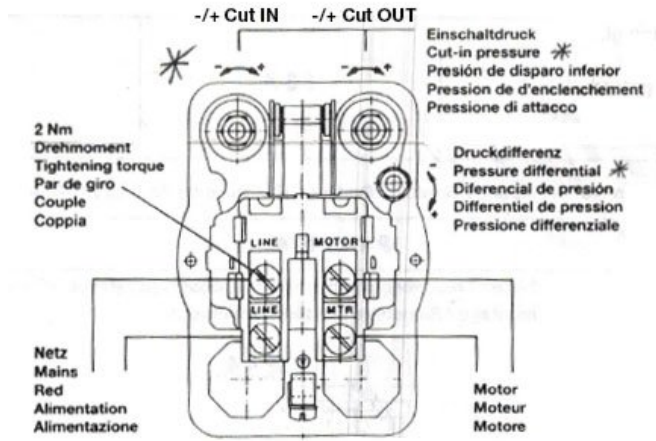 -/+ Cut IN
-/+ Cut OUT
Einschaltdruck
Cut-in pressure
Presión de disparo inferior
Pression de d'enclenchement
Pressione di attacco
- +
- +
2 Nm
Drehmoment
Tightening torque
Par de giro
Couple
Coppia
Druckdifferenz
Pressure differential
Diferencial de presión
Differentiel de pression
Pressione differenziale
-
+
LINE
MOTOR
LINE
MTR
Netz
Mains
Red
Alimentation
Alimentazione
Motor
Moteur
Motore